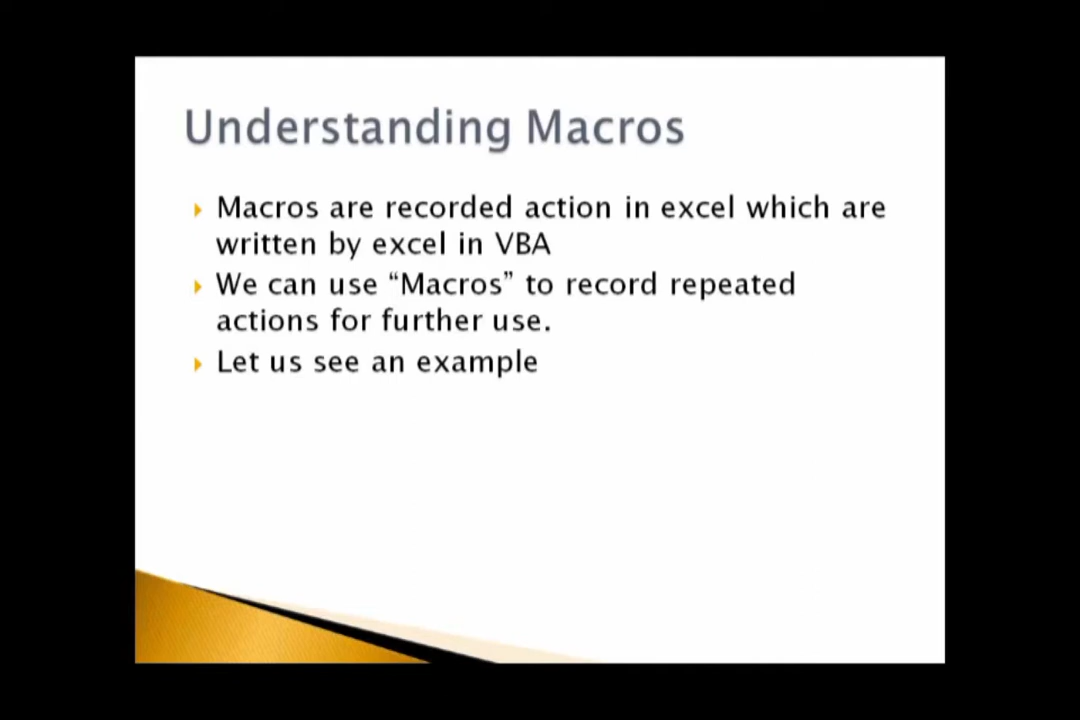 Understanding Macros
Macros are recorded action in excel which are
written by excel in VBA
We can use “Macros” to record repeated
actions for further use.
Let us see an example